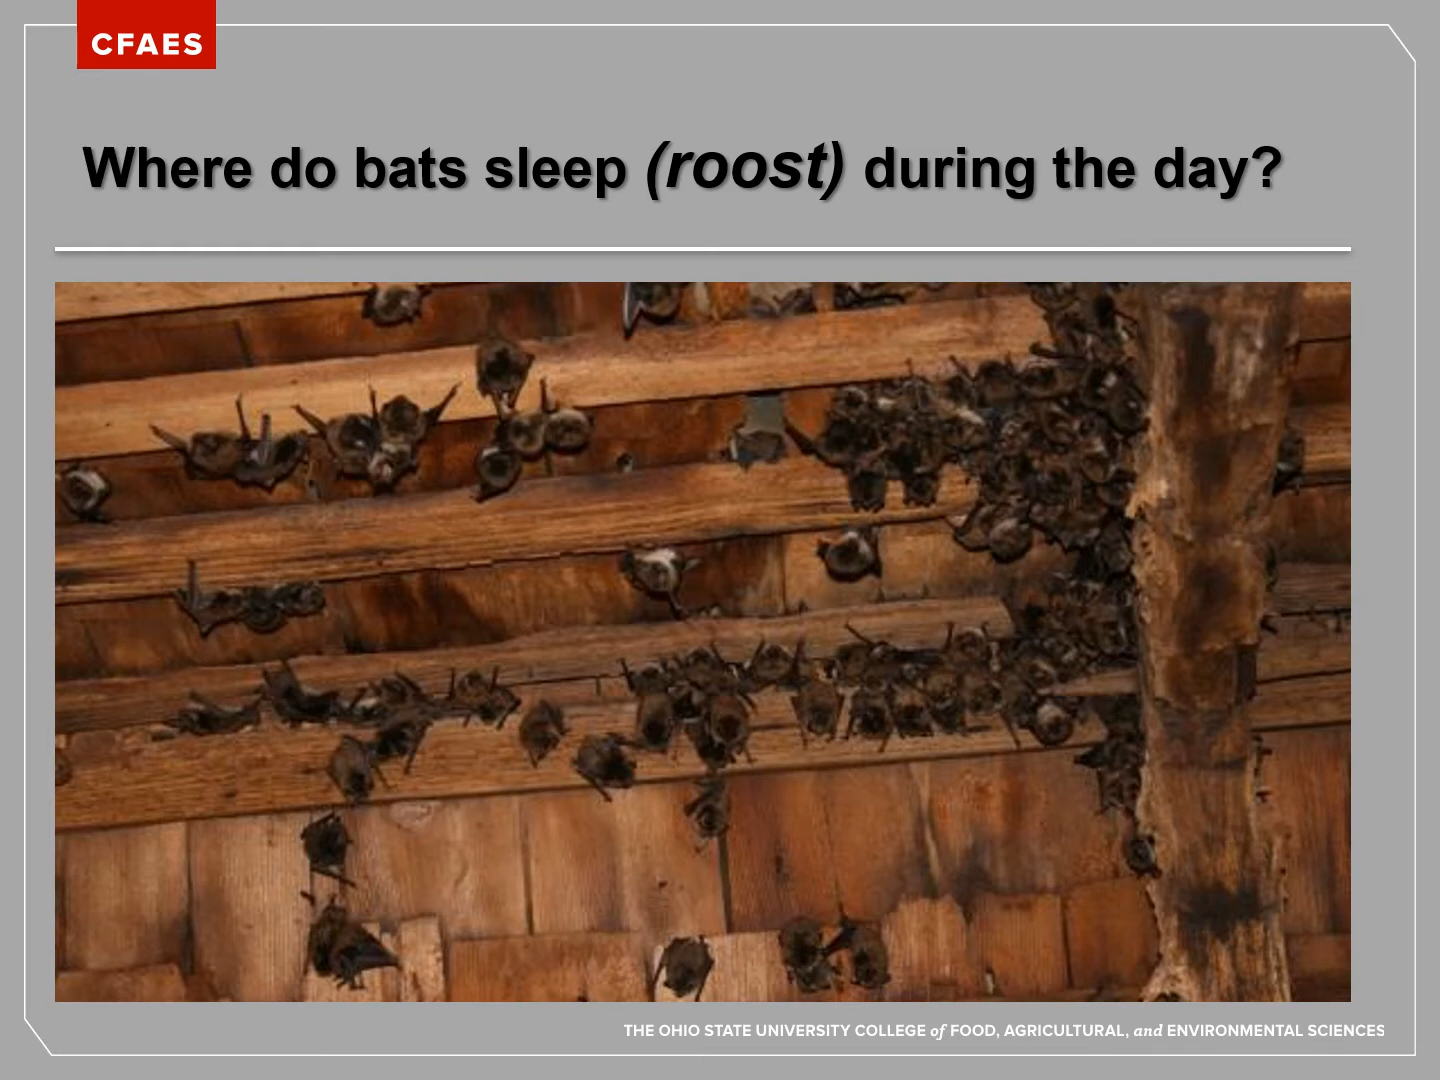 CFAES
Where do bats sleep (roost) during the day?
THE OHIO STATE UNIVERSITY COLLEGE of FOOD, AGRICULTURAL, and ENVIRONMENTAL SCIENCES